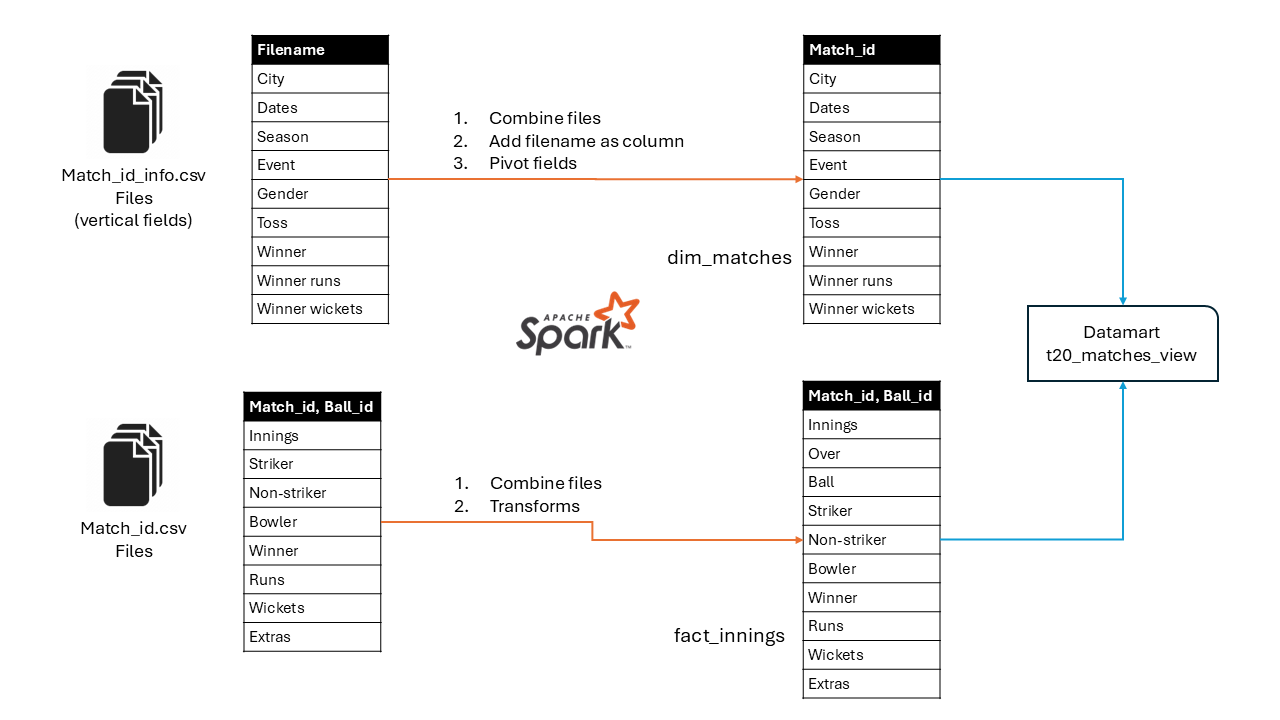 Match_id_info.csv
Files
(vertical fields)
Filename
City
Dates
Season
Event
Gender
Toss
Winner
Winner runs
Winner wickets
1. Combine files
2. Add filename as column
3. Pivot fields
dim_matches
Match_id
City
Dates
Season
Event
Gender
Toss
Winner
Winner runs
Winner wickets
APACHE
Spark™
Datamart
t20_matches_view
Match_id.csv
Files
Match_id, Ball_id
Innings
Striker
Non-striker
Bowler
Winner
Runs
Wickets
Extras
1. Combine files
2. Transforms
fact_innings
Match_id, Ball_id
Innings
Over
Ball
Striker
Non-striker
Bowler
Winner
Runs
Wickets
Extras